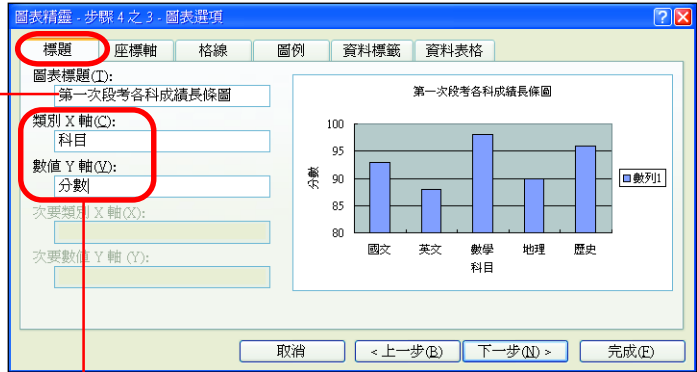 圖表精靈 - 步驟 4 之 3 - 圖表選項
標題 座標軸 格線 圖例 資料標籤 資料表格
圖表標題(T):
第一次段考各科成績長條圖
類別 X 軸(C):
科目
數值 Y 軸(V):
分數
次要類別 X 軸(X):
次要數值 Y 軸 (Y):
第一次段考各科成績長條圖
100
95
90
85
80
分數
國文 英文 數學 地理 歷史
科目
數列1
取消 < 上一步(B) 下一步(N) > 完成(F)